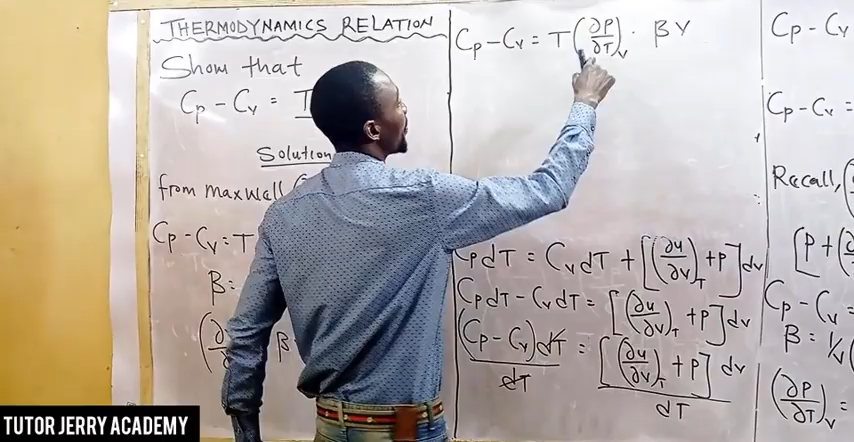 THERMODYNAMICS RELATION
Show that
Cp - Cv = T
Solution
from maxwell
Cp - Cv = T
β =
(∂
β
Cp - Cv = T (∂P/∂T)v . βV
CpdT = CvdT + [(∂u/∂v)T + P] dv
CpdT - CvdT = [(∂u/∂v)T + P] dv
(Cp - Cv)dT/dT = [(∂u/∂v)T + P] dv/dT
Cp - Cv
Cp - Cv =
Recall, (
[P + (∂
Cp - Cv =
β = 1/v (
(∂P/∂T)v =
TUTOR JERRY ACADEMY